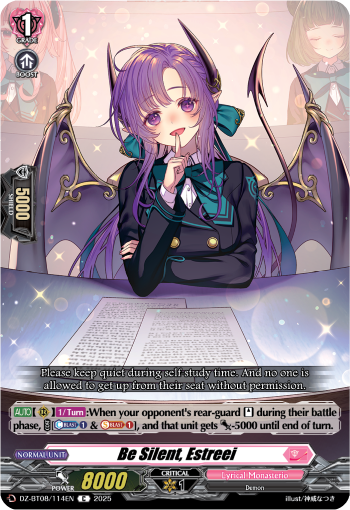 1
GRADE
BOOST
5000
SHIELD
Please keep quiet during self-study time. And no one is
allowed to get up from their seat without permission.
AUTO 1/Turn :When your opponent's rear-guard during their battle
phase, BLAST-1 & BLAST-1, and that unit gets -5000 until end of turn.
NORMAL UNIT
Be Silent, Estreei
POWER 8000 CRITICAL 1
Lyrical Monasterio
Demon
DZ-BT08/114EN C 2025 illust/神威なつき